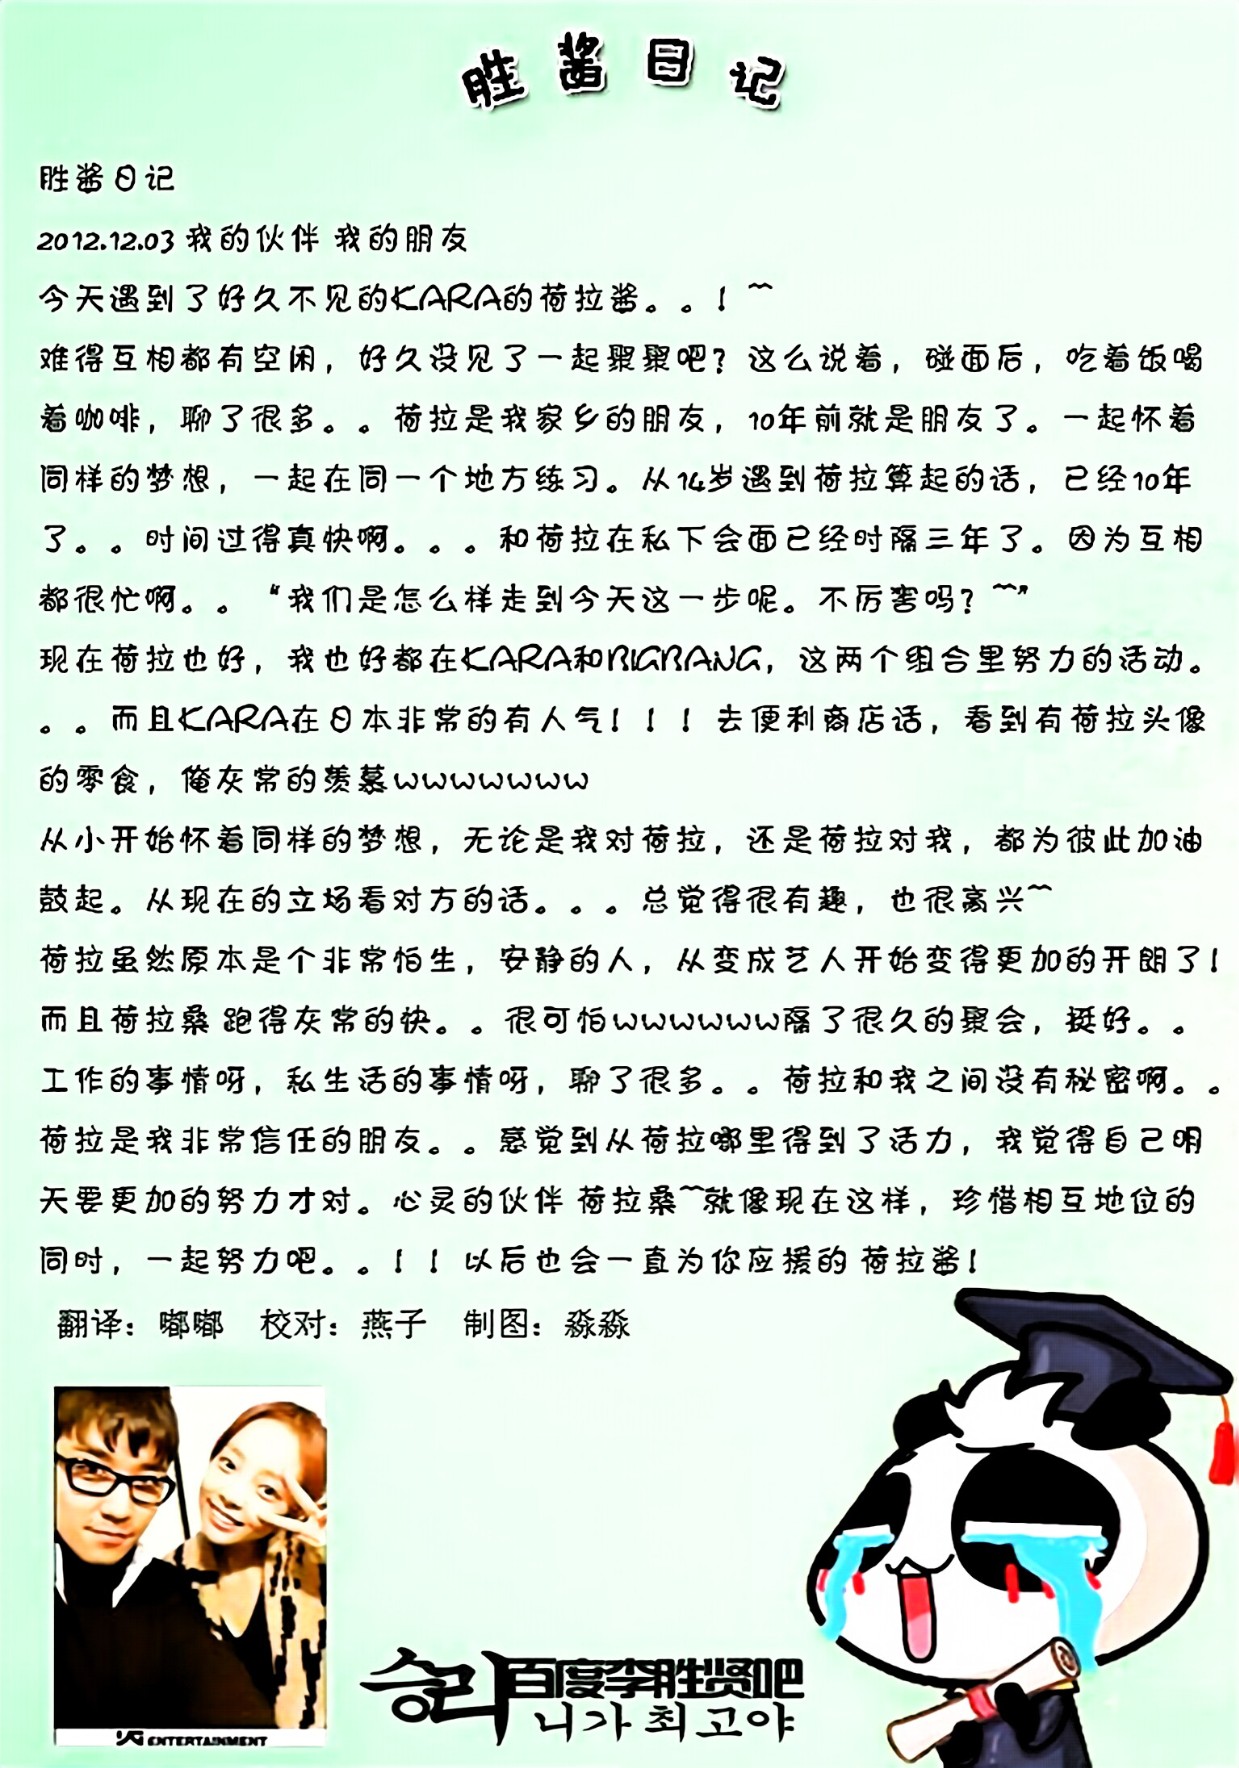 胜酱日记
胜酱日记
2012.12.03 我的伙伴 我的朋友
今天遇到了好久不见的KARA的荷拉酱。。！~
难得互相都有空闲，好久没见了一起聚聚吧？这么说着，碰面后，吃着饭喝
着咖啡，聊了很多。。荷拉是我家乡的朋友，10年前就是朋友了。一起怀着
同样的梦想，一起在同一个地方练习。从14岁遇到荷拉算起的话，已经10年
了。。时间过得真快啊。。。和荷拉在私下会面已经时隔三年了。因为互相
都很忙啊。。“我们是怎么样走到今天这一步呢。不厉害吗？~”
现在荷拉也好，我也好都在KARA和BIGBANG，这两个组合里努力的活动。
。。而且KARA在日本非常的有人气！！！去便利商店话，看到有荷拉头像
的零食，俺灰常的羡慕wwwwwww
从小开始怀着同样的梦想，无论是我对荷拉，还是荷拉对我，都为彼此加油
鼓起。从现在的立场看对方的话。。。总觉得很有趣，也很高兴~
荷拉虽然原本是个非常怕生，安静的人，从变成艺人开始变得更加的开朗了！
而且荷拉桑 跑得灰常的快。。很可怕wwwwww隔了很久的聚会，挺好。。
工作的事情呀，私生活的事情呀，聊了很多。。荷拉和我之间没有秘密啊。。
荷拉是我非常信任的朋友。。感觉到从荷拉哪里得到了活力，我觉得自己明
天要更加的努力才对。心灵的伙伴 荷拉桑~就像现在这样，珍惜相互地位的
同时，一起努力吧。。！！以后也会一直为你应援的 荷拉酱！
翻译：嘟嘟 校对：燕子 制图：淼淼
YG ENTERTAINMENT
승리 百度李胜贤吧
니가 최고야